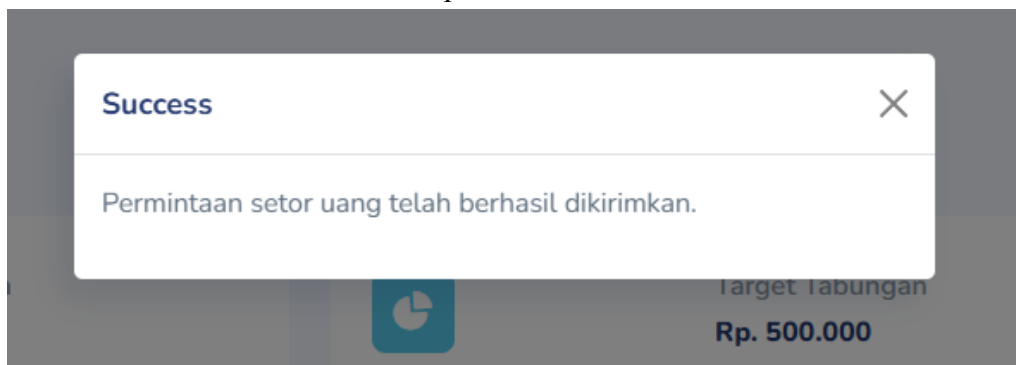 Success
Permintaan setor uang telah berhasil dikirimkan.
Target Tabungan
Rp. 500.000